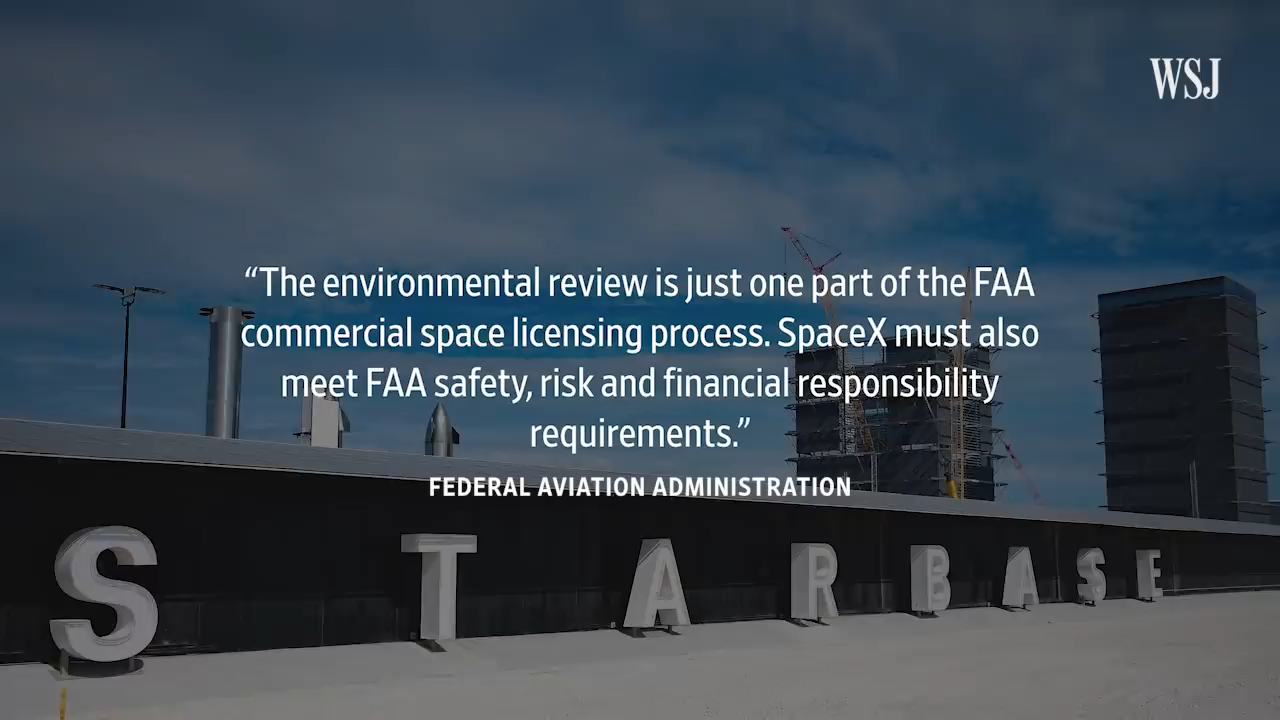 WSJ
“The environmental review is just one part of the FAA
commercial space licensing process. SpaceX must also
meet FAA safety, risk and financial responsibility
requirements.”
FEDERAL AVIATION ADMINISTRATION
STARBASE